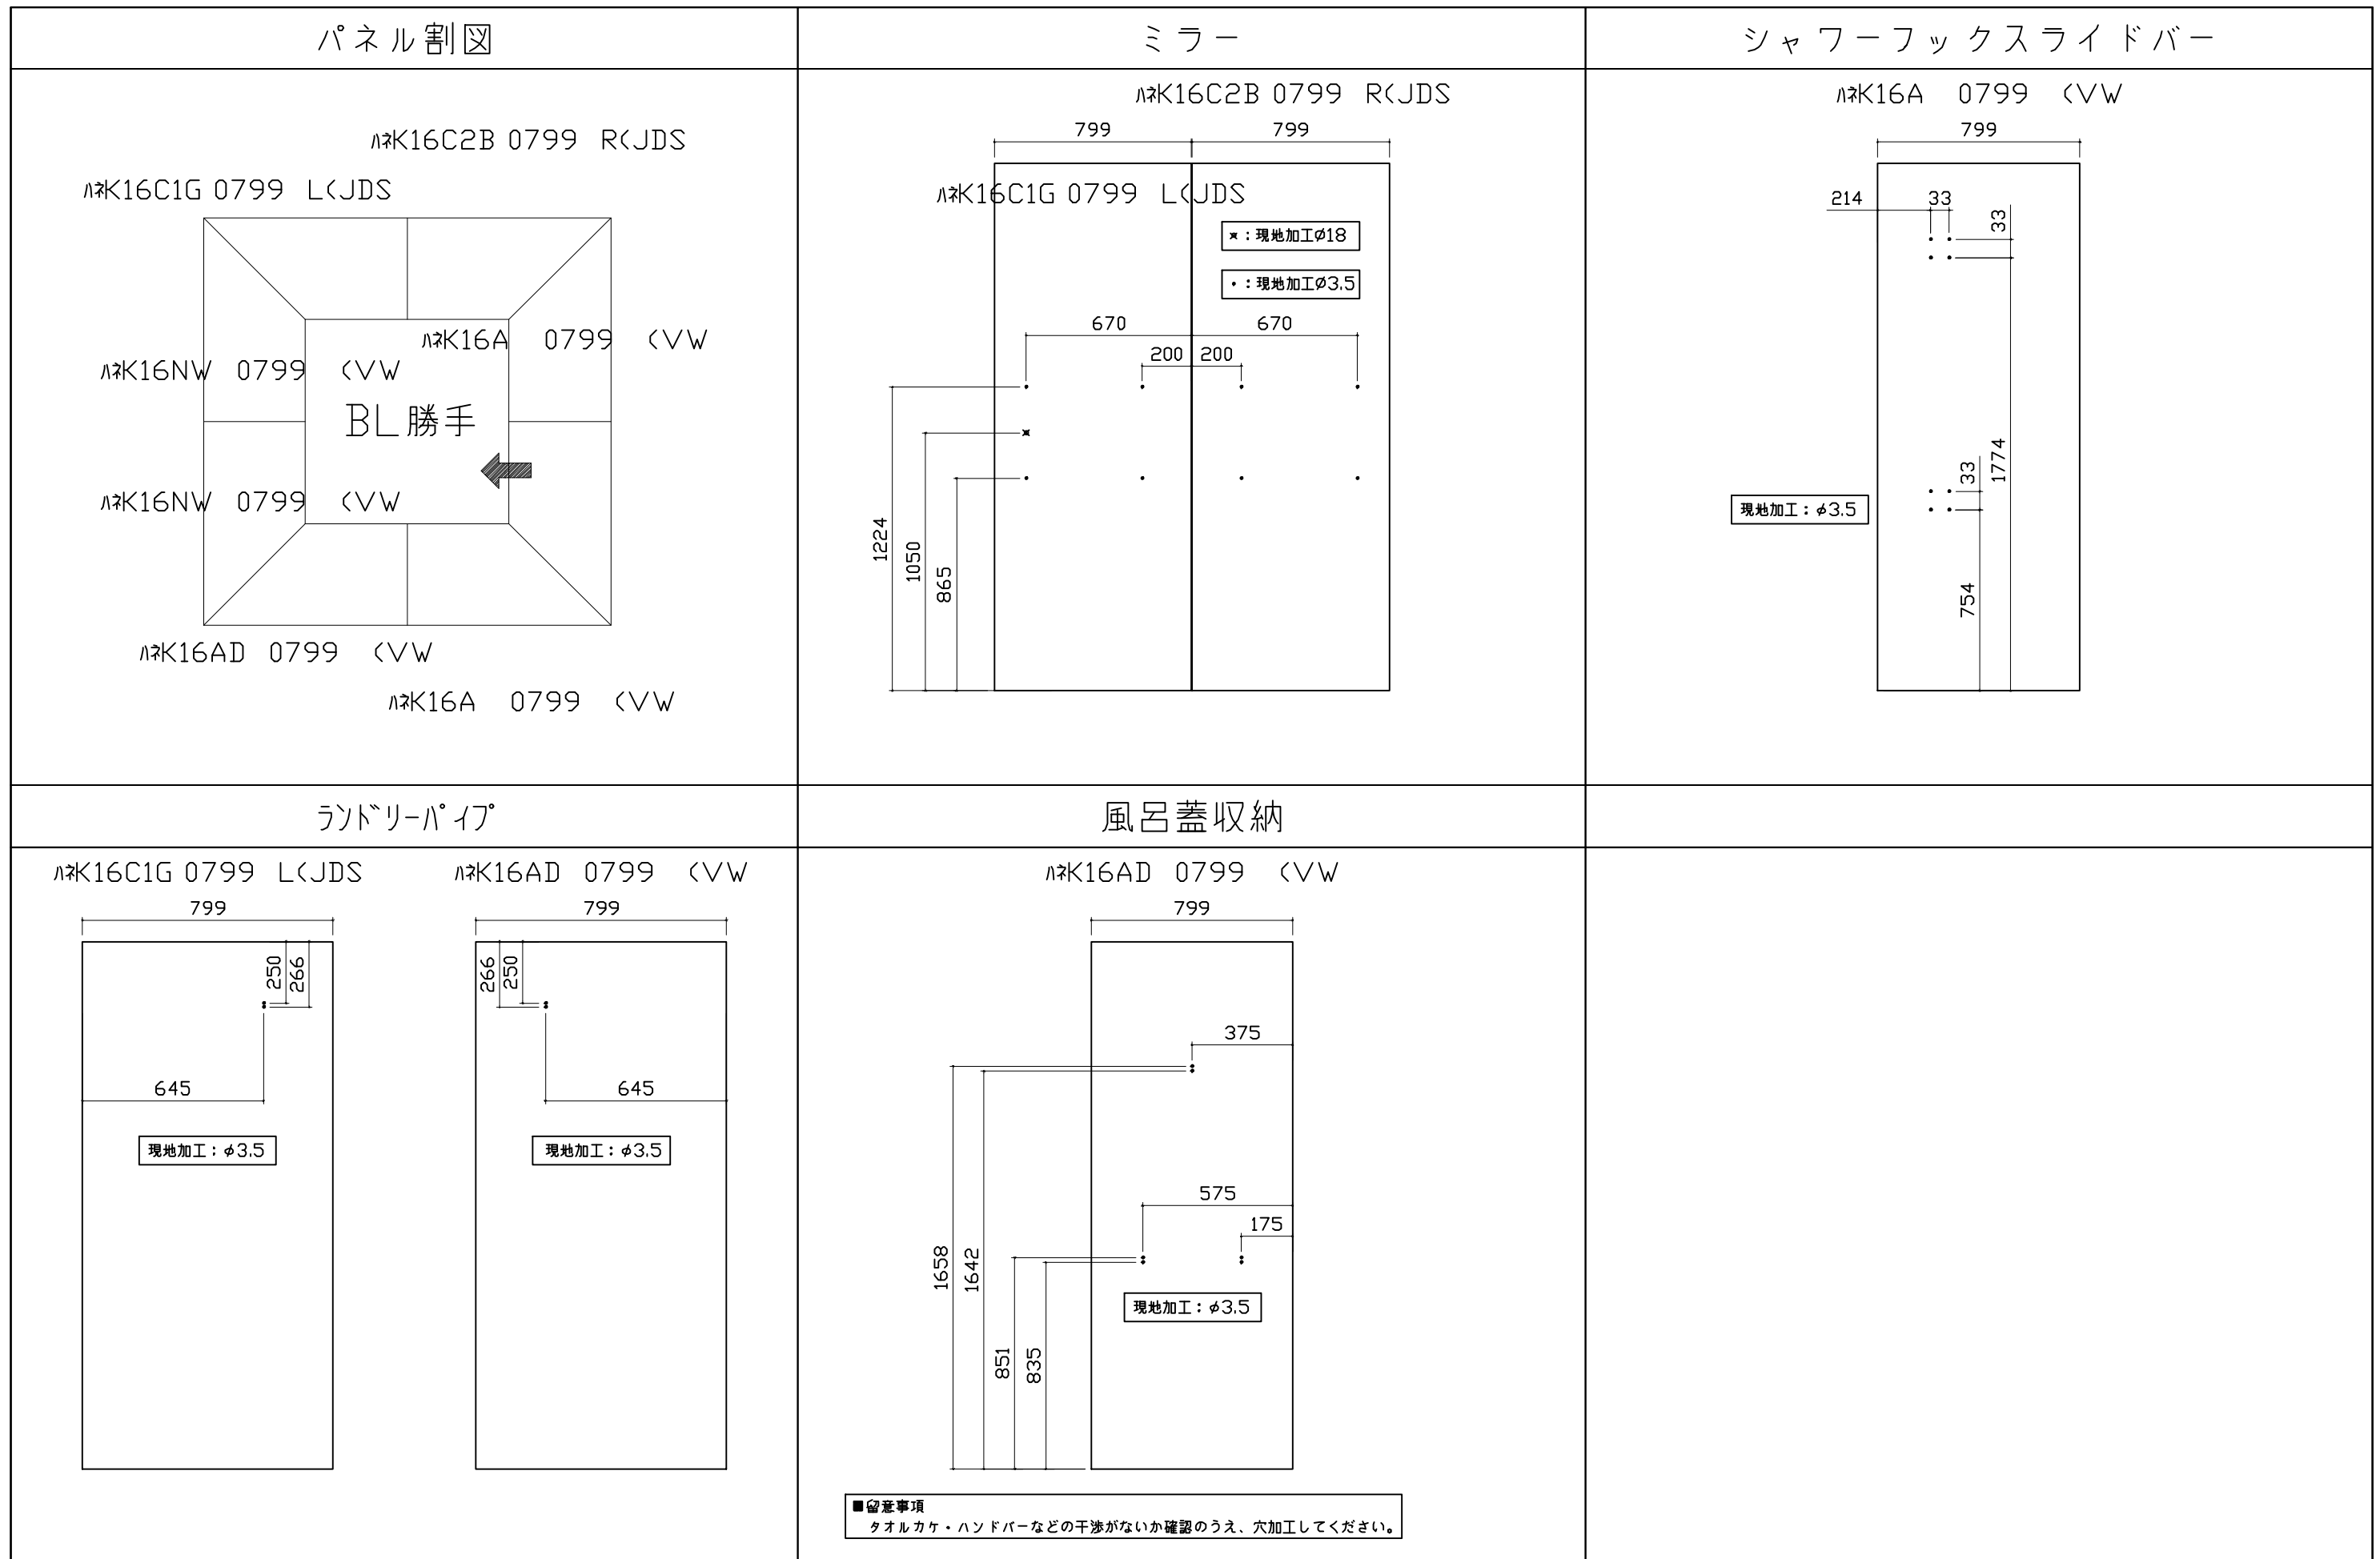 パネル割図
ﾊﾟﾈK16C2B 0799 R(JDS
ﾊﾟﾈK16C1G 0799 L(JDS
ﾊﾟﾈK16A 0799 (VW
ﾊﾟﾈK16NW 0799 (VW
BL勝手
ﾊﾟﾈK16NW 0799 (VW
ﾊﾟﾈK16AD 0799 (VW
ﾊﾟﾈK16A 0799 (VW
ミラー
ﾊﾟﾈK16C2B 0799 R(JDS
799 799
ﾊﾟﾈK16C1G 0799 L(JDS
×：現地加工Ø18
・：現地加工Ø3.5
670 670
200 200
1224
1050
865
シャワーフックスライドバー
ﾊﾟﾈK16A 0799 (VW
799
214 33
33
1774
33
現地加工：φ3.5
754
ﾗﾝﾄﾞﾘｰﾊﾟｲﾌﾟ
ﾊﾟﾈK16C1G 0799 L(JDS
799
250
266
645
現地加工：φ3.5
ﾊﾟﾈK16AD 0799 (VW
799
266
250
645
現地加工：φ3.5
風呂蓋収納
ﾊﾟﾈK16AD 0799 (VW
799
375
575
175
1658
1642
851
835
現地加工：φ3.5
■留意事項
タオルカケ・ハンドバーなどの干渉がないか確認のうえ、穴加工してください。